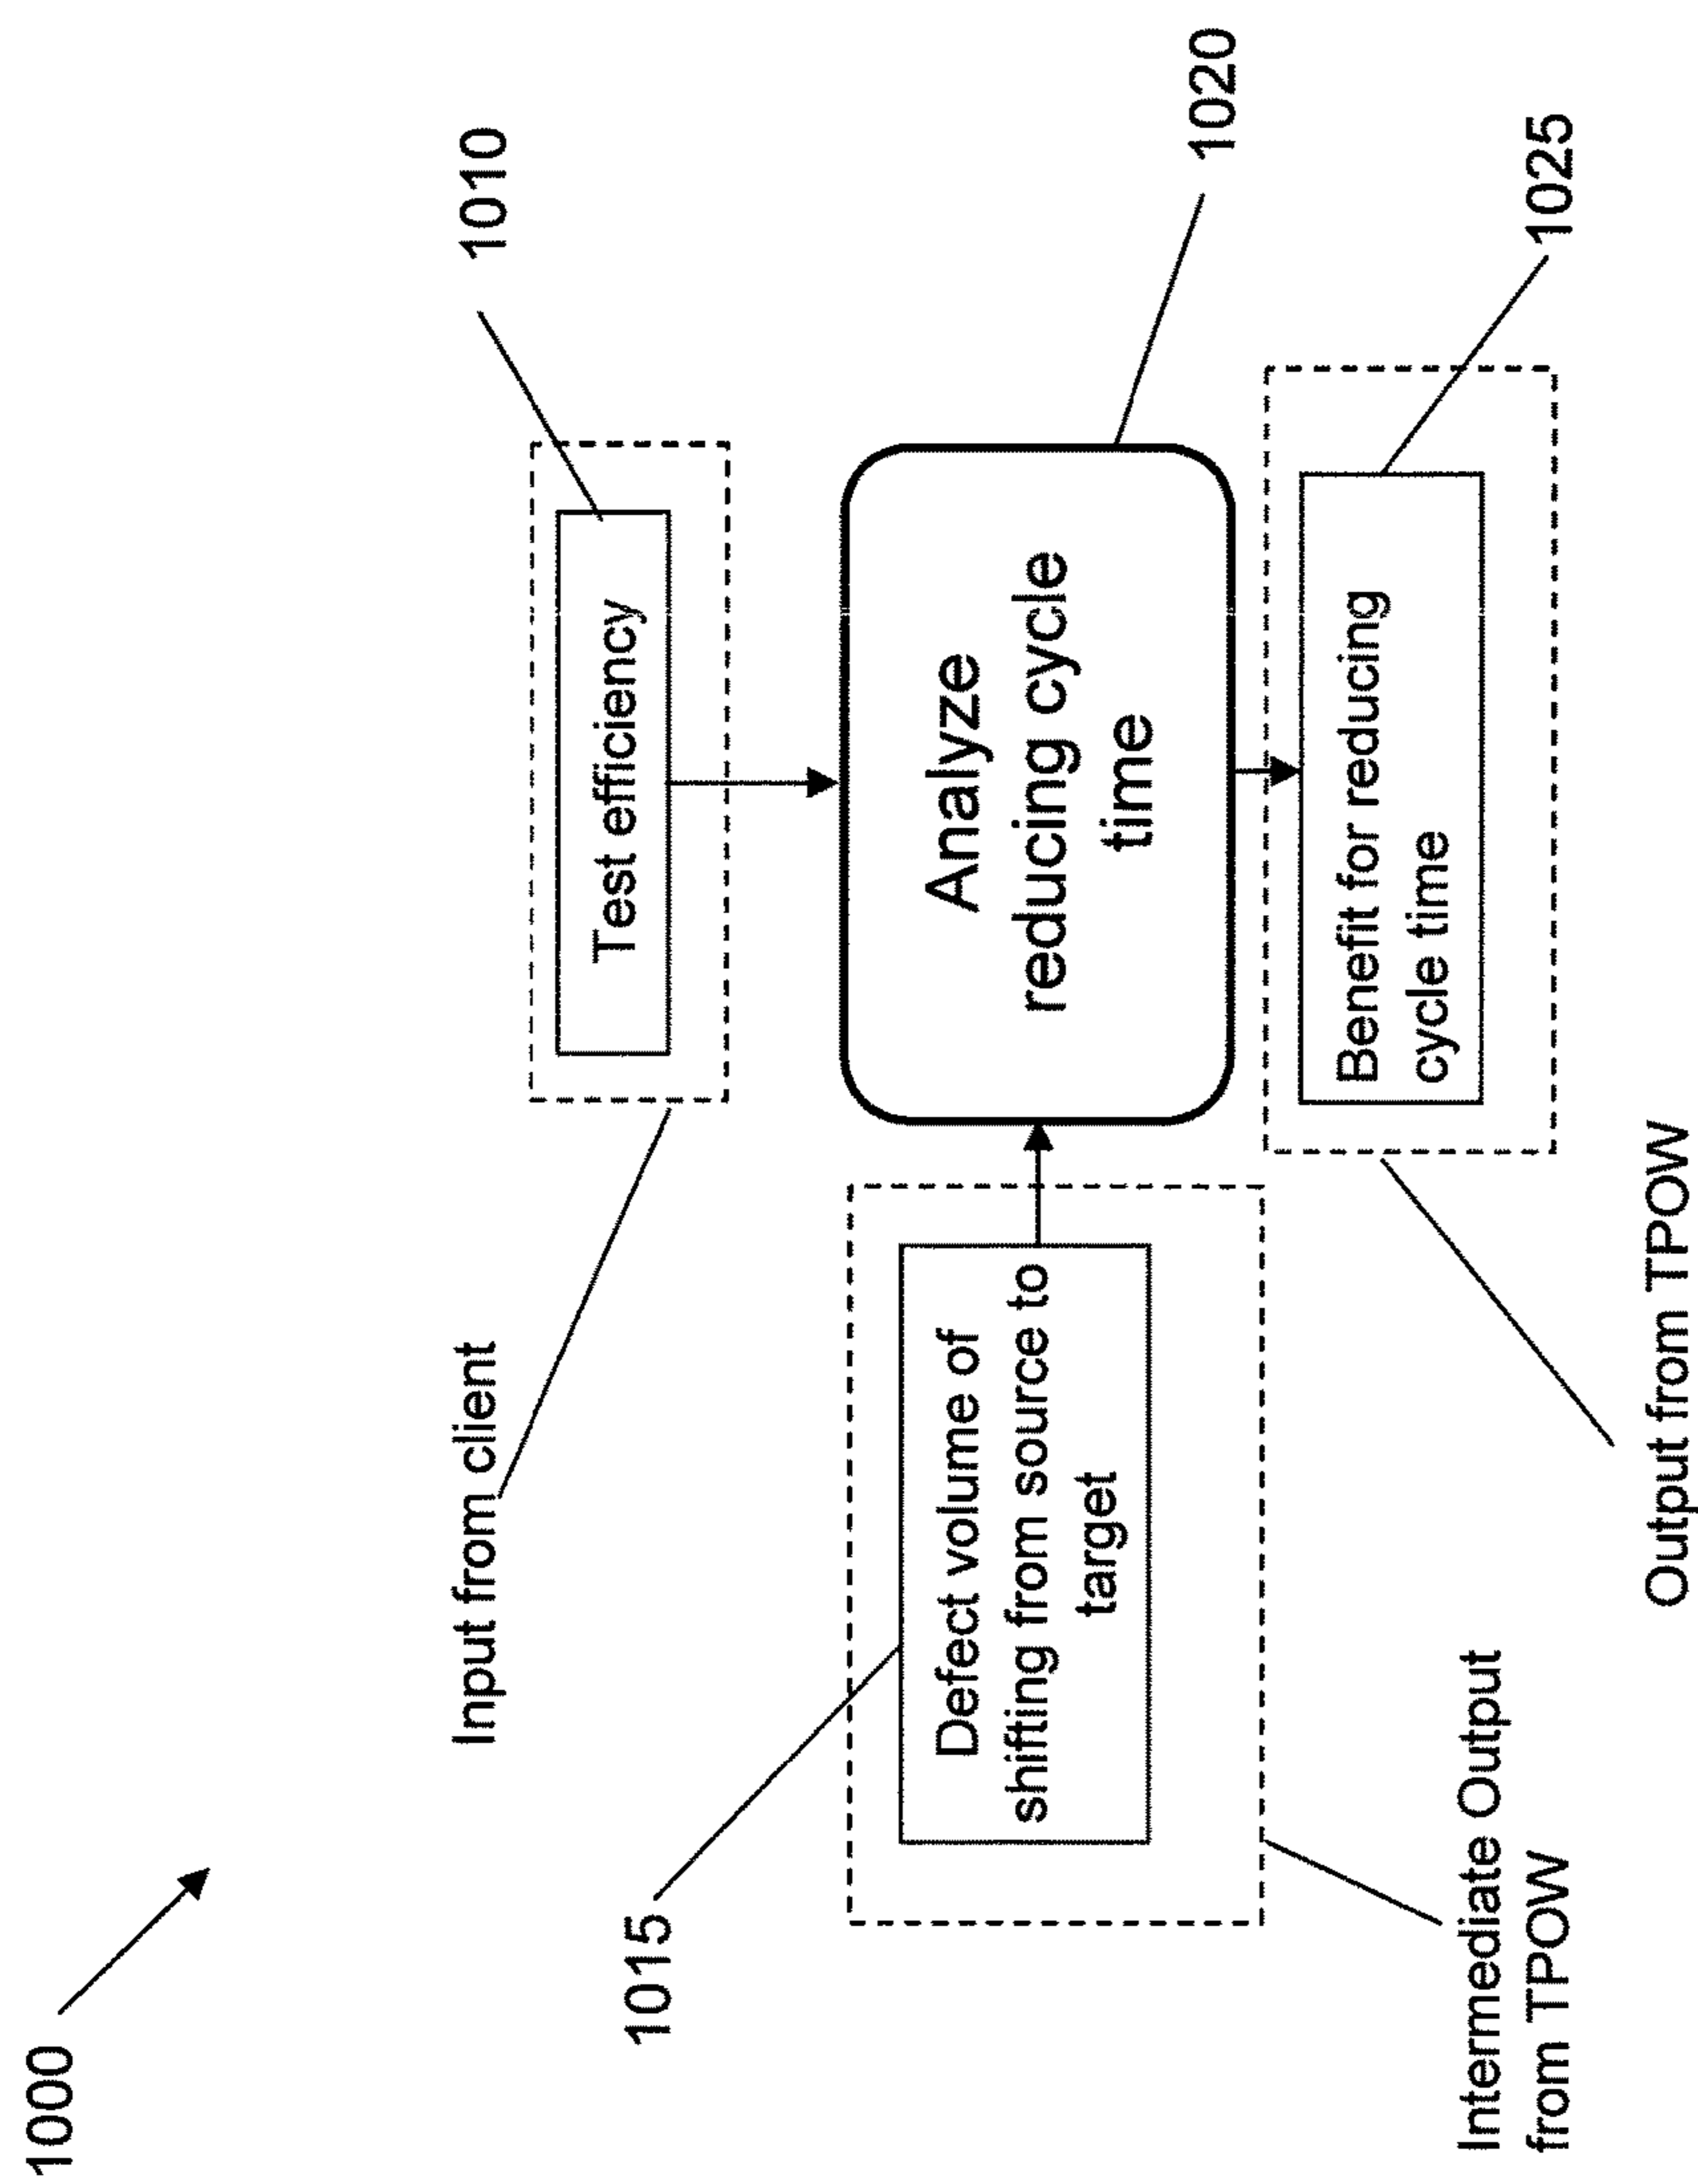 1000
Input from client
1010
Test efficiency
1015
Defect volume of
shifting from source to
target
Analyze
reducing cycle
time
1020
Benefit for reducing
cycle time
1025
Intermediate Output
from TPOW
Output from TPOW